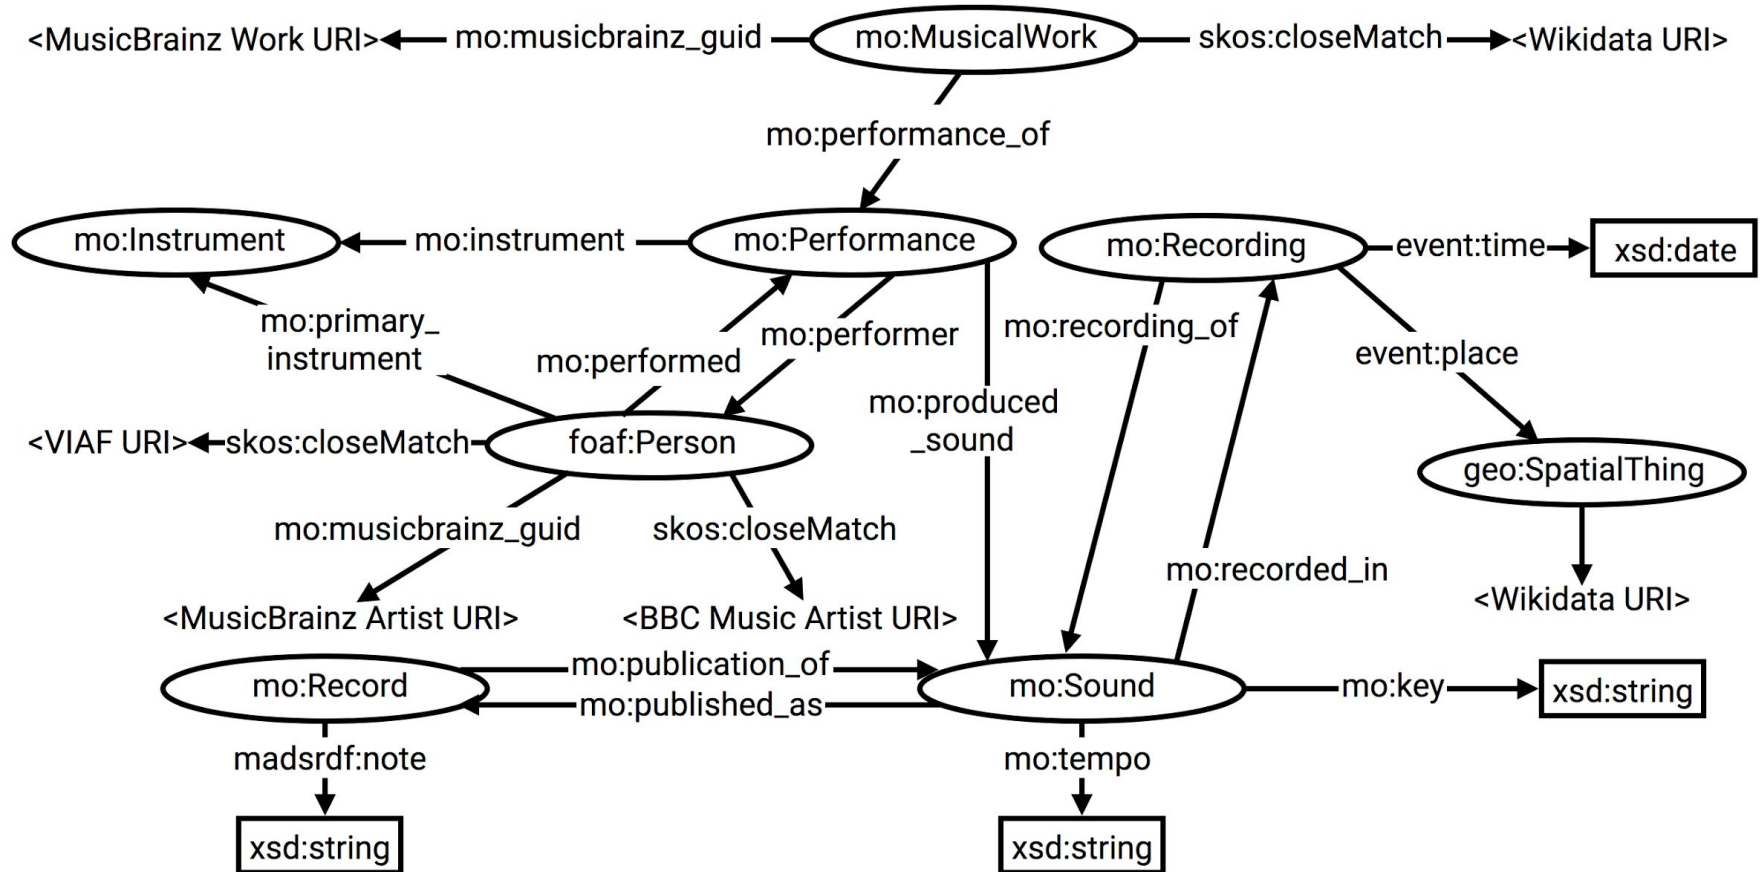 <MusicBrainz Work URI>
mo:musicbrainz_guid
mo:MusicalWork
skos:closeMatch
<Wikidata URI>
mo:performance_of
mo:Instrument
mo:instrument
mo:Performance
mo:Recording
event:time
xsd:date
mo:primary_
instrument
mo:performed
mo:performer
mo:recording_of
event:place
mo:produced
_sound
<VIAF URI>
skos:closeMatch
foaf:Person
geo:SpatialThing
mo:musicbrainz_guid
skos:closeMatch
mo:recorded_in
<Wikidata URI>
<MusicBrainz Artist URI>
<BBC Music Artist URI>
mo:Record
mo:publication_of
mo:published_as
mo:Sound
mo:key
xsd:string
madsrdf:note
mo:tempo
xsd:string
xsd:string